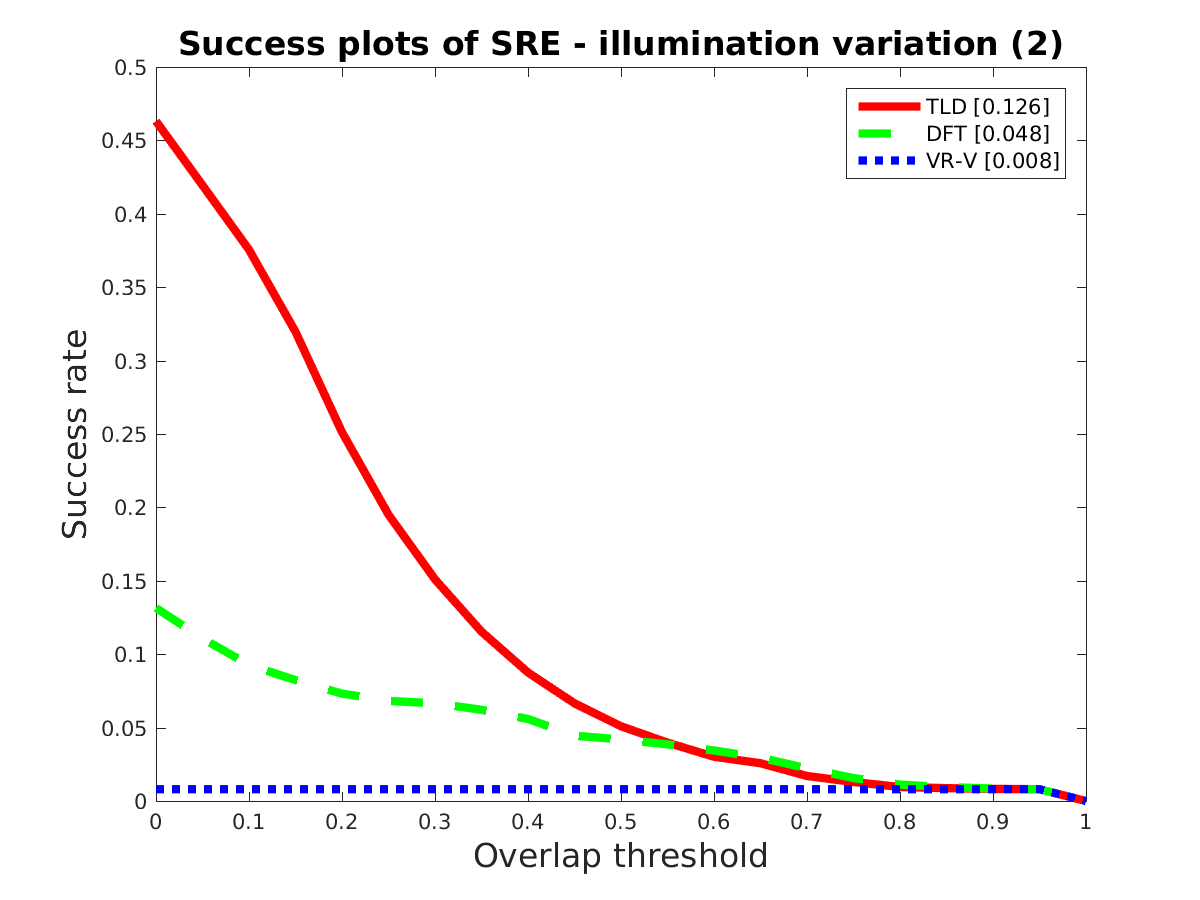 Success plots of SRE - illumination variation (2)
TLD [0.126]
DFT [0.048]
VR-V [0.008]
Success rate
0.5
0.45
0.4
0.35
0.3
0.25
0.2
0.15
0.1
0.05
0
0 0.1 0.2 0.3 0.4 0.5 0.6 0.7 0.8 0.9 1
Overlap threshold